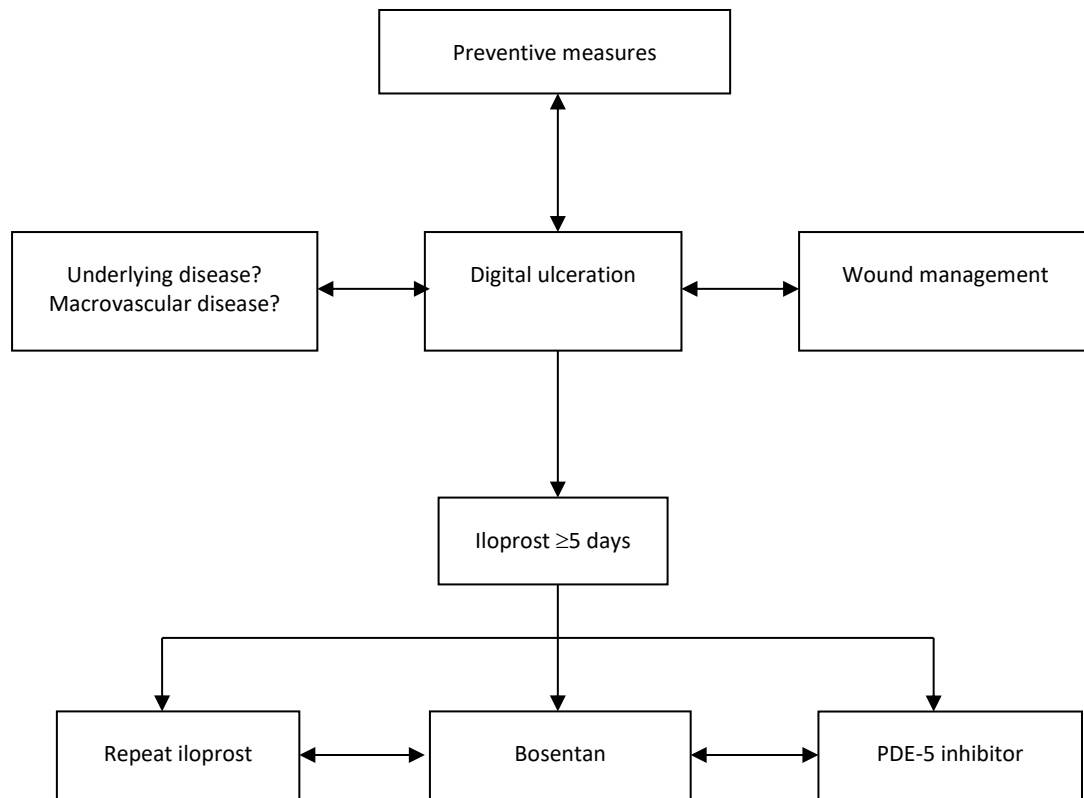 Preventive measures
Underlying disease?
Macrovascular disease?
Digital ulceration
Wound management
Iloprost ≥5 days
Repeat iloprost
Bosentan
PDE-5 inhibitor